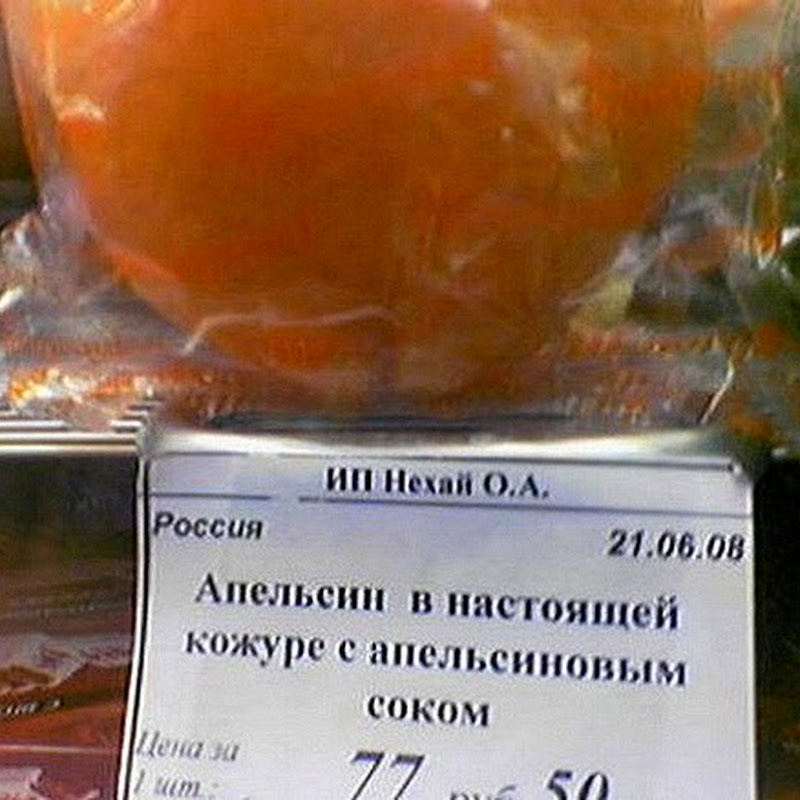 ИП Нехай О.А.
Россия
21.06.08
Апельсин в настоящей
кожуре с апельсиновым
соком
Цена за
1 шт.:
77 руб 50